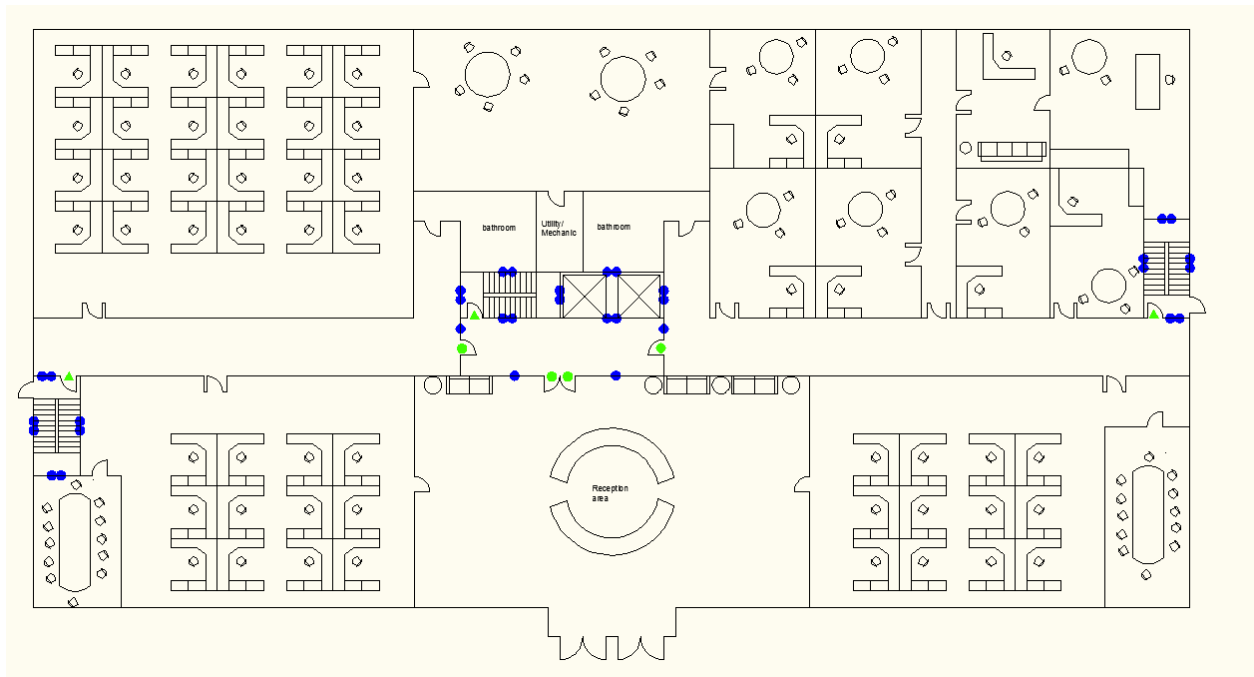 bathroom
Utility/
Mechanic
bathroom
Reception
area